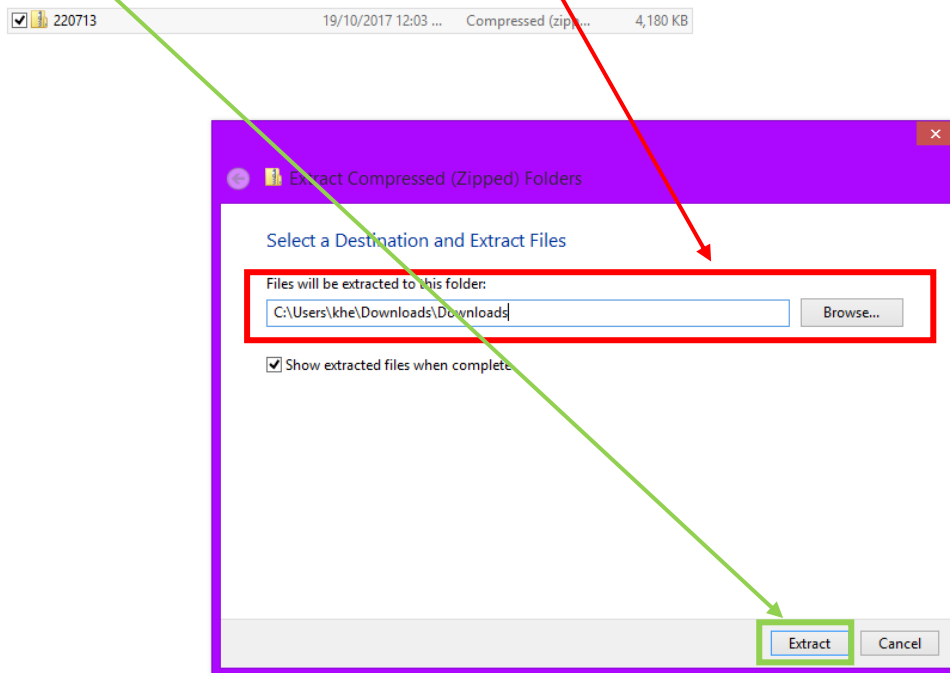 220713 19/10/2017 12:03 ... Compressed (zipp... 4,180 KB
Extract Compressed (Zipped) Folders
Select a Destination and Extract Files
Files will be extracted to this folder:
C:\Users\khe\Downloads\Downloads
Browse...
Show extracted files when complete
Extract Cancel